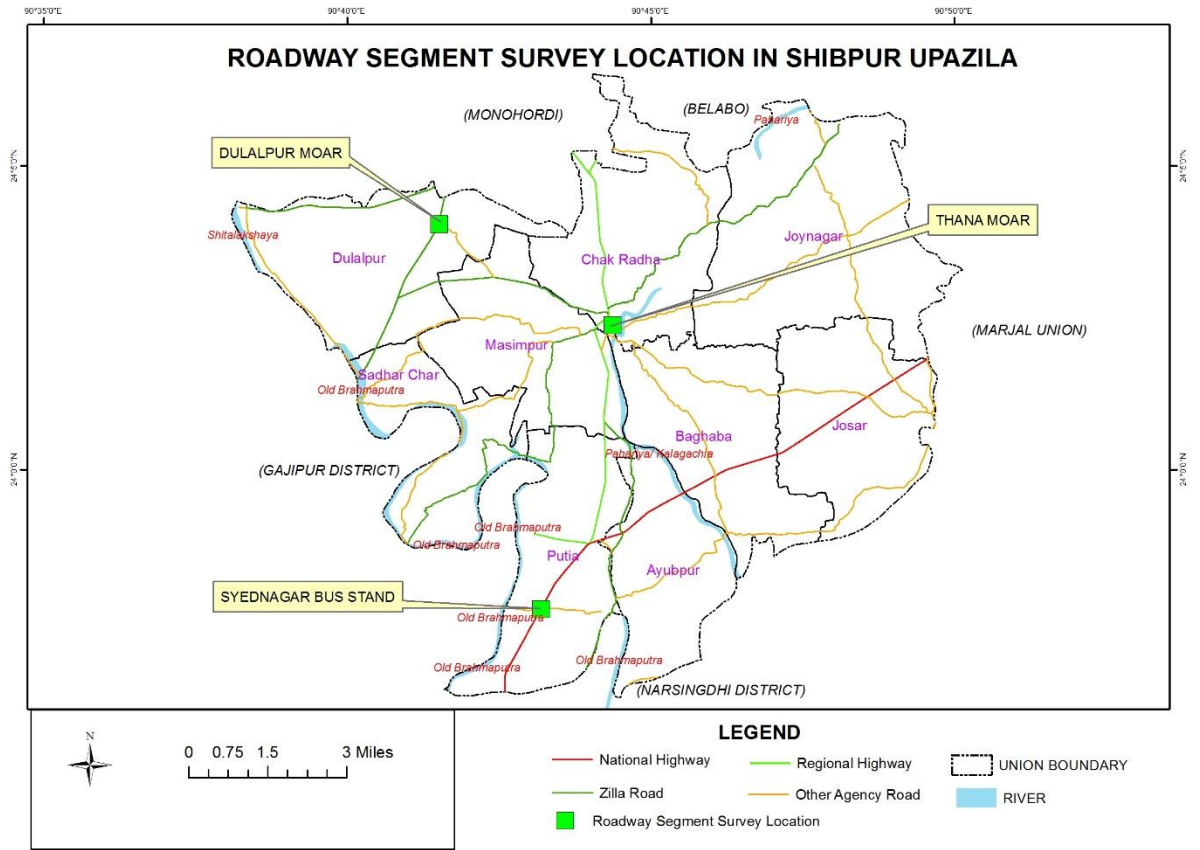 90°35'0"E 90°40'0"E 90°45'0"E 90°50'0"E
ROADWAY SEGMENT SURVEY LOCATION IN SHIBPUR UPAZILA
(MONOHORDI)
(BELABO)
Pahariya
DULALPUR MOAR
24°5'0"N 24°5'0"N
THANA MOAR
Shitalakshaya
Joynagar
Dulalpur
Chak Radha
(MARJAL UNION)
Masimpur
Sadhar Char
Old Brahmaputra
Josar
Baghaba
Pahariya/ Kalagachia
(GAJIPUR DISTRICT)
24°0'0"N 24°0'0"N
Old Brahmaputra
Old Brahmaputra
Putia
Ayubpur
SYEDNAGAR BUS STAND
Old Brahmaputra
Old Brahmaputra
Old Brahmaputra
(NARSINGDHI DISTRICT)
N
0 0.75 1.5 3 Miles
LEGEND
National Highway
Regional Highway
UNION BOUNDARY
Zilla Road
Other Agency Road
RIVER
Roadway Segment Survey Location